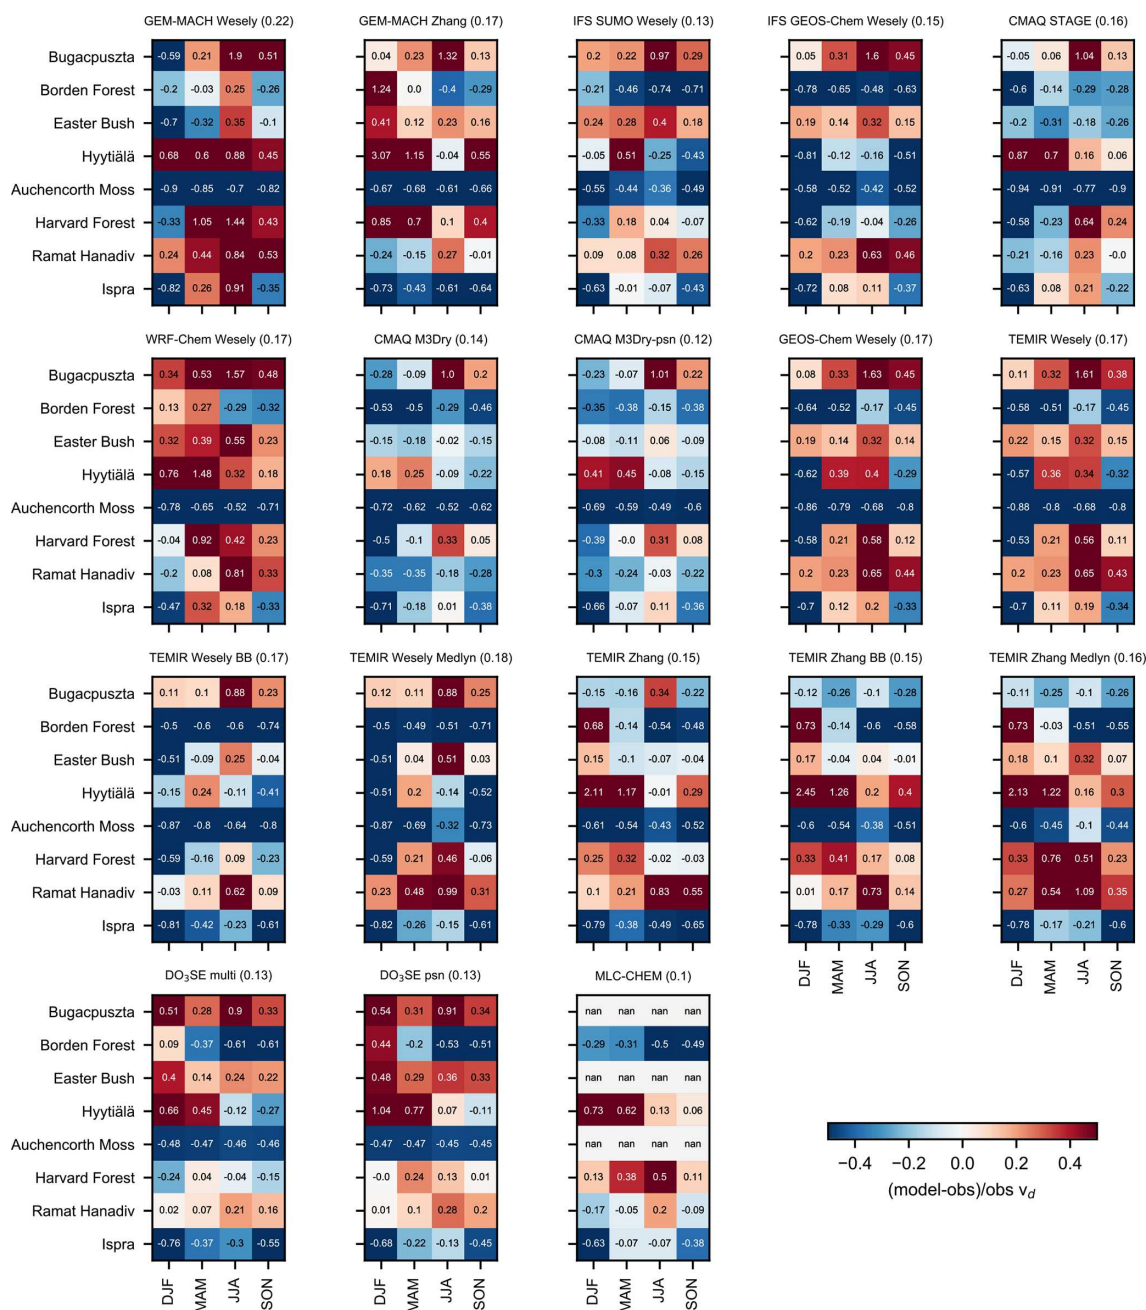 GEM-MACH Wesely (0.22) GEM-MACH Zhang (0.17) IFS SUMO Wesely (0.13) IFS GEOS-Chem Wesely (0.15) CMAQ STAGE (0.16)
Bugacpuszta -0.59 0.21 1.9 0.51 0.04 0.23 1.32 0.13 0.2 0.22 0.97 0.29 0.05 0.31 1.6 0.45 -0.05 0.06 1.04 0.13
Borden Forest -0.2 -0.03 0.25 -0.26 1.24 0.0 -0.4 -0.29 -0.21 -0.46 -0.74 -0.71 -0.78 -0.65 -0.48 -0.63 -0.6 -0.14 -0.29 -0.28
Easter Bush -0.7 -0.32 0.35 -0.1 0.41 0.12 0.23 0.16 0.24 0.28 0.4 0.18 0.19 0.14 0.32 0.15 -0.2 -0.31 -0.18 -0.26
Hyytiälä 0.68 0.6 0.88 0.45 3.07 1.15 -0.04 0.55 -0.05 0.51 -0.25 -0.43 -0.81 -0.12 -0.16 -0.51 0.87 0.7 0.16 0.06
Auchencorth Moss -0.9 -0.85 -0.7 -0.82 -0.67 -0.68 -0.61 -0.66 -0.55 -0.44 -0.36 -0.49 -0.58 -0.52 -0.42 -0.52 -0.94 -0.91 -0.77 -0.9
Harvard Forest -0.33 1.05 1.44 0.43 0.85 0.7 0.1 0.4 -0.33 0.18 0.04 -0.07 -0.62 -0.19 -0.04 -0.26 -0.58 -0.23 0.64 0.24
Ramat Hanadiv 0.24 0.44 0.84 0.53 -0.24 -0.15 0.27 -0.01 0.09 0.08 0.32 0.26 0.2 0.23 0.63 0.46 -0.21 -0.16 0.23 -0.0
Ispra -0.82 0.26 0.91 -0.35 -0.73 -0.43 -0.61 -0.64 -0.63 -0.01 -0.07 -0.43 -0.72 0.08 0.11 -0.37 -0.63 0.08 0.21 -0.22
WRF-Chem Wesely (0.17) CMAQ M3Dry (0.14) CMAQ M3Dry-psn (0.12) GEOS-Chem Wesely (0.17) TEMIR Wesely (0.17)
Bugacpuszta 0.34 0.53 1.57 0.48 -0.28 -0.09 1.0 0.2 -0.23 -0.07 1.01 0.22 0.08 0.33 1.63 0.45 0.11 0.32 1.61 0.38
Borden Forest 0.13 0.27 -0.29 -0.32 -0.53 -0.5 -0.29 -0.46 -0.35 -0.38 -0.15 -0.38 -0.64 -0.52 -0.17 -0.45 -0.58 -0.51 -0.17 -0.45
Easter Bush 0.32 0.39 0.55 0.23 -0.15 -0.18 -0.02 -0.15 -0.08 -0.11 0.06 -0.09 0.19 0.14 0.32 0.14 0.22 0.15 0.32 0.15
Hyytiälä 0.76 1.48 0.32 0.18 0.18 0.25 -0.09 -0.22 0.41 0.45 -0.08 -0.15 -0.62 0.39 0.4 -0.29 -0.57 0.36 0.34 -0.32
Auchencorth Moss -0.78 -0.65 -0.52 -0.71 -0.72 -0.62 -0.52 -0.62 -0.69 -0.59 -0.49 -0.6 -0.86 -0.79 -0.68 -0.8 -0.88 -0.8 -0.68 -0.8
Harvard Forest -0.04 0.92 0.42 0.23 -0.5 -0.1 0.33 0.05 -0.39 -0.0 0.31 0.08 -0.58 0.21 0.58 0.12 -0.53 0.21 0.56 0.11
Ramat Hanadiv -0.2 0.08 0.81 0.33 -0.35 -0.35 -0.18 -0.28 -0.3 -0.24 -0.03 -0.22 0.2 0.23 0.65 0.44 0.2 0.23 0.65 0.43
Ispra -0.47 0.32 0.18 -0.33 -0.71 -0.18 0.01 -0.38 -0.66 -0.07 0.11 -0.36 -0.7 0.12 0.2 -0.33 -0.7 0.11 0.19 -0.34
TEMIR Wesely BB (0.17) TEMIR Wesely Medlyn (0.18) TEMIR Zhang (0.15) TEMIR Zhang BB (0.15) TEMIR Zhang Medlyn (0.16)
Bugacpuszta 0.11 0.1 0.88 0.23 0.12 0.11 0.88 0.25 -0.15 -0.16 0.34 -0.22 -0.12 -0.26 -0.1 -0.28 -0.11 -0.25 -0.1 -0.26
Borden Forest -0.5 -0.6 -0.6 -0.74 -0.5 -0.49 -0.51 -0.71 0.68 -0.14 -0.54 -0.48 0.73 -0.14 -0.6 -0.58 0.73 -0.03 -0.51 -0.55
Easter Bush -0.51 -0.09 0.25 -0.04 -0.51 0.04 0.51 0.03 0.15 -0.1 -0.07 -0.04 0.17 -0.04 0.04 -0.01 0.18 0.1 0.32 0.07
Hyytiälä -0.15 0.24 -0.11 -0.41 -0.51 0.2 -0.14 -0.52 2.11 1.17 -0.01 0.29 2.45 1.26 0.2 0.4 2.13 1.22 0.16 0.3
Auchencorth Moss -0.87 -0.8 -0.64 -0.8 -0.87 -0.69 -0.32 -0.73 -0.61 -0.54 -0.43 -0.52 -0.6 -0.54 -0.38 -0.51 -0.6 -0.45 -0.1 -0.44
Harvard Forest -0.59 -0.16 0.09 -0.23 -0.59 0.21 0.46 -0.06 0.25 0.32 -0.02 -0.03 0.33 0.41 0.17 0.08 0.33 0.76 0.51 0.23
Ramat Hanadiv -0.03 0.11 0.62 0.09 0.23 0.48 0.99 0.31 0.1 0.21 0.83 0.55 0.01 0.17 0.73 0.14 0.27 0.54 1.09 0.35
Ispra -0.81 -0.42 -0.23 -0.61 -0.82 -0.26 -0.15 -0.61 -0.79 -0.38 -0.49 -0.65 -0.78 -0.33 -0.29 -0.6 -0.78 -0.17 -0.21 -0.6
DJF MAM JJA SON DJF MAM JJA SON
DO₃SE multi (0.13) DO₃SE psn (0.13) MLC-CHEM (0.1)
Bugacpuszta 0.51 0.28 0.9 0.33 0.54 0.31 0.91 0.34 nan nan nan nan
Borden Forest 0.09 -0.37 -0.61 -0.61 0.44 -0.2 -0.53 -0.51 -0.29 -0.31 -0.5 -0.49
Easter Bush 0.4 0.14 0.24 0.22 0.48 0.29 0.36 0.33 nan nan nan nan
Hyytiälä 0.66 0.45 -0.12 -0.27 1.04 0.77 0.07 -0.11 0.73 0.62 0.13 0.06
Auchencorth Moss -0.48 -0.47 -0.46 -0.46 -0.47 -0.47 -0.45 -0.45 nan nan nan nan
Harvard Forest -0.24 0.04 -0.04 -0.15 -0.0 0.24 0.13 0.01 0.13 0.38 0.5 0.11
Ramat Hanadiv 0.02 0.07 0.21 0.16 0.01 0.1 0.28 0.2 -0.17 -0.05 0.2 -0.09
Ispra -0.76 -0.37 -0.3 -0.55 -0.68 -0.22 -0.13 -0.45 -0.63 -0.07 -0.07 -0.38
DJF MAM JJA SON DJF MAM JJA SON DJF MAM JJA SON
−0.4 −0.2 0.0 0.2 0.4
(model-obs)/obs v_d